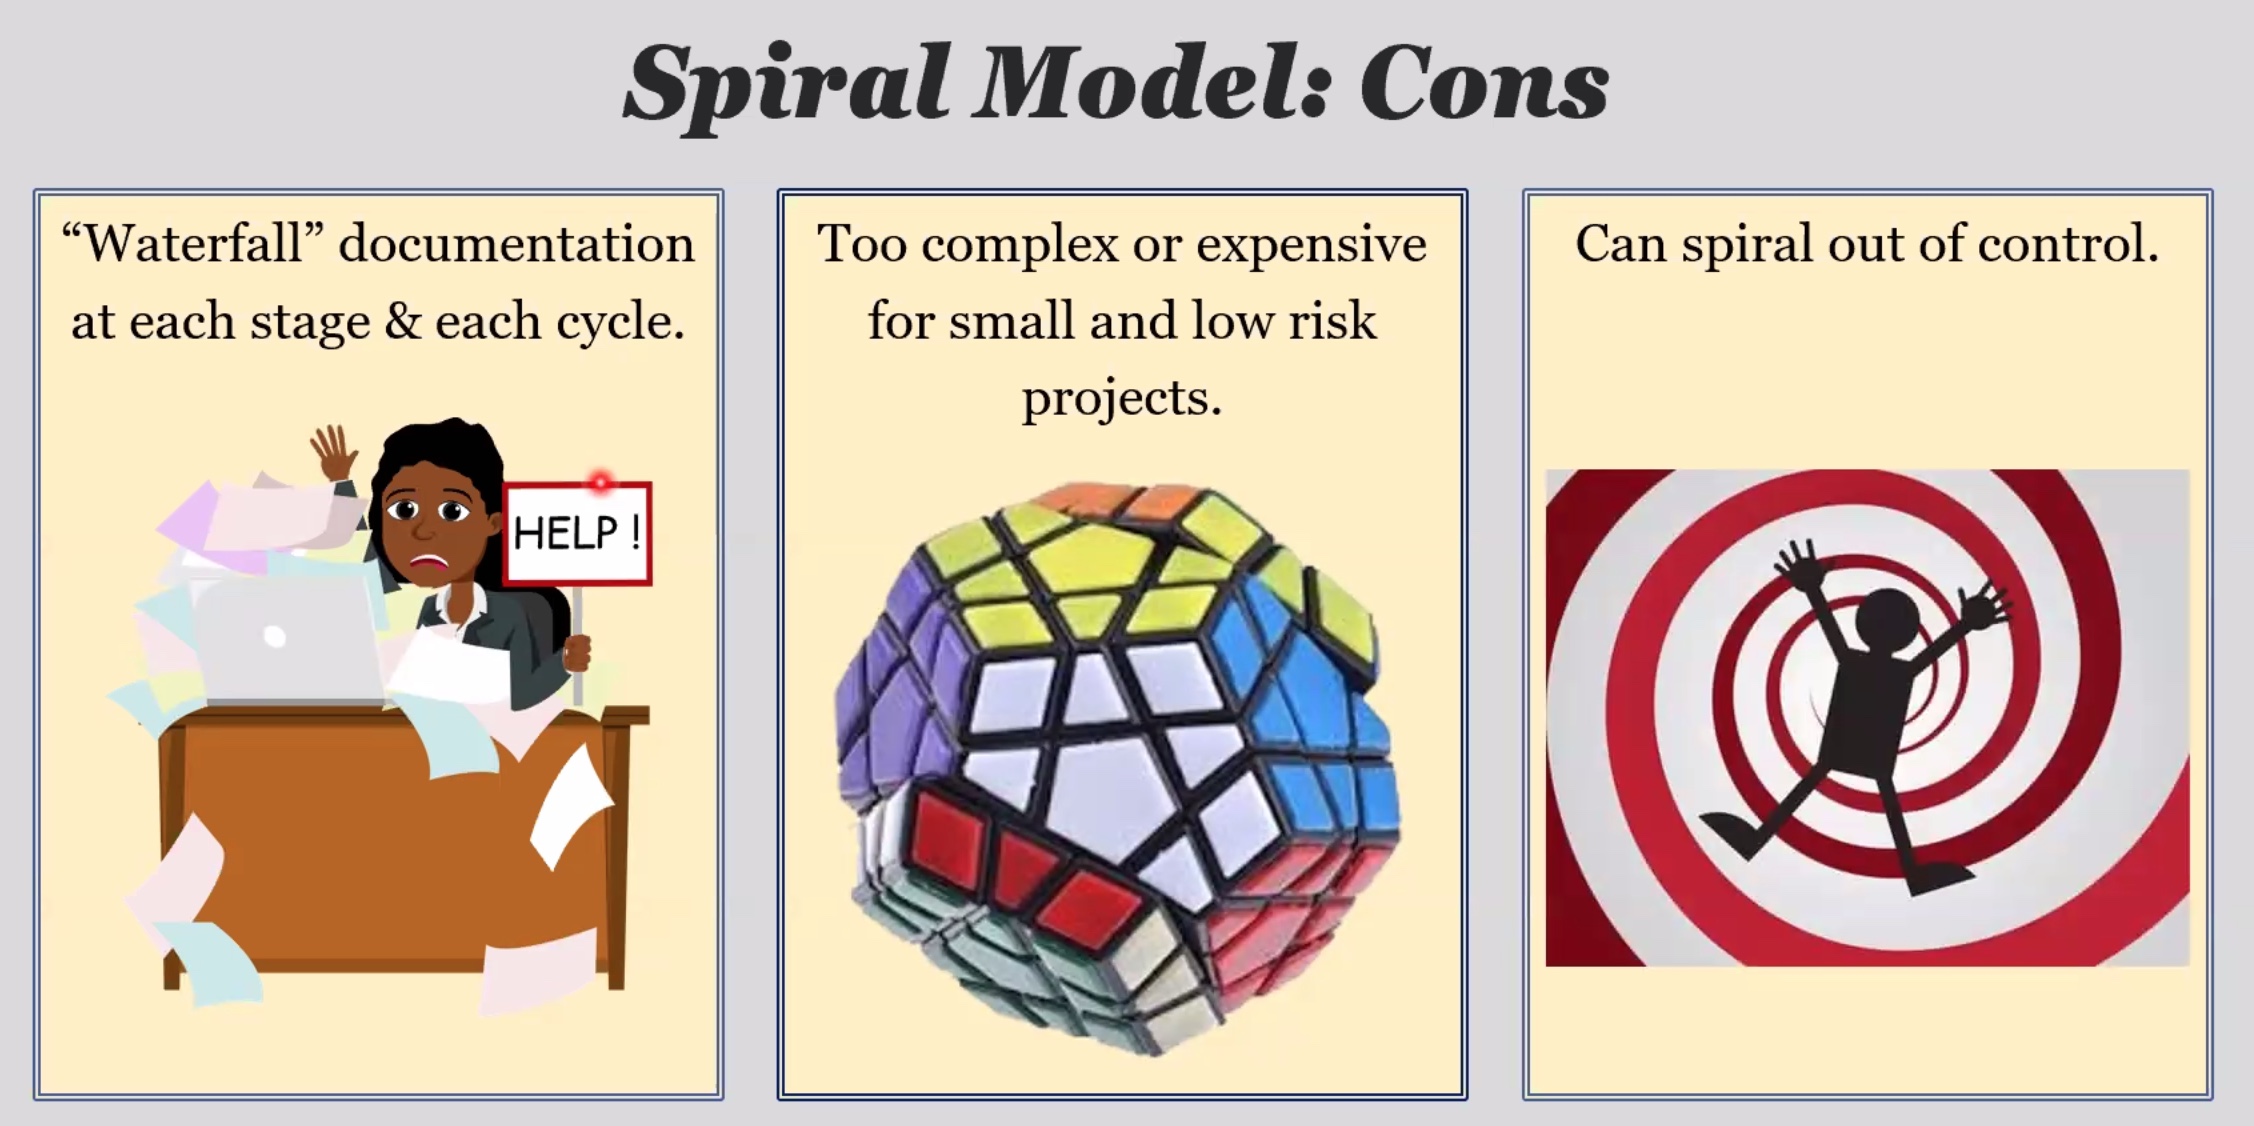 Spiral Model: Cons
“Waterfall” documentation
at each stage & each cycle.
HELP !
Too complex or expensive
for small and low risk
projects.
Can spiral out of control.